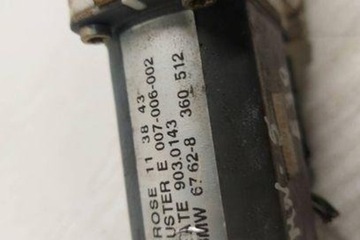 ROSE 11 38 43
USTER E 007-006-002
TE 903.0143
BMW 67.62-8 360 512